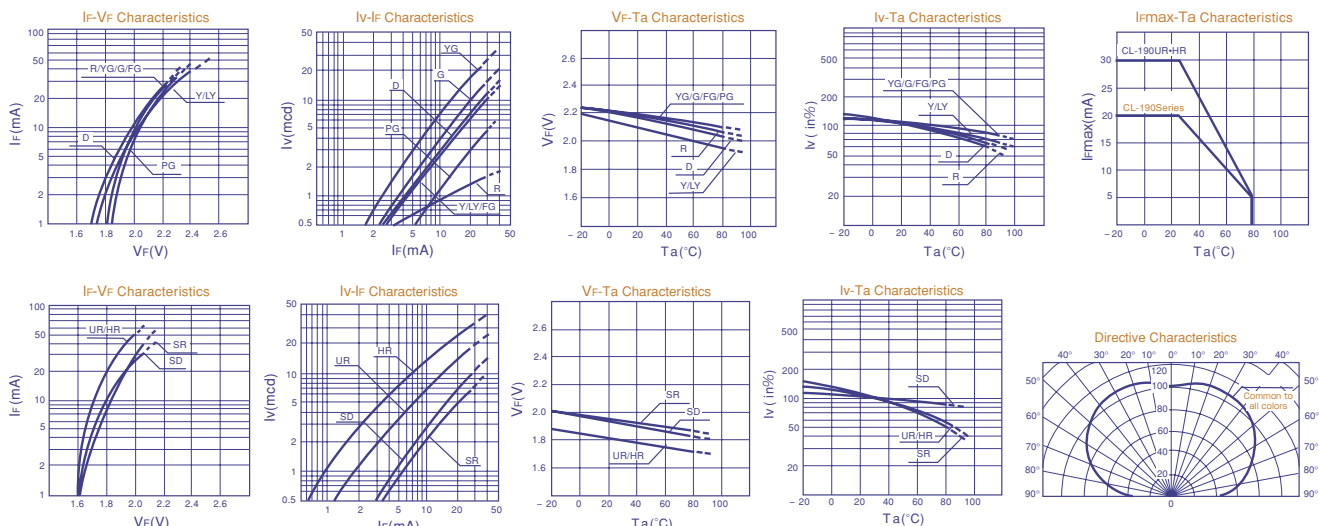 IF-VF Characteristics
100
50
20
10
5
2
1
IF(mA)
R/YG/G/FG
Y/LY
D
PG
1.6 1.8 2.0 2.2 2.4 2.6
VF(V)
Iv-IF Characteristics
50
20
10
5
2
1
0.5
Iv(mcd)
YG
D
G
PG
R
Y/LY/FG
1 2 5 10 20 50
IF(mA)
VF-Ta Characteristics
2.6
2.4
2.2
2.0
1.8
1.6
VF(V)
YG/G/FG/PG
R
D
Y/LY
– 20 0 20 40 60 80 100
Ta(°C)
Iv-Ta Characteristics
500
200
100
50
20
Iv (in%)
YG/G/FG/PG
Y/LY
D
R
– 20 0 20 40 60 80 100
Ta(°C)
IFmax-Ta Characteristics
CL-190UR•HR
30
CL-190Series
20
15
10
5
0
IFmax(mA)
– 20 0 20 40 60 80 100
Ta(°C)
IF-VF Characteristics
100
50
20
10
5
2
1
IF(mA)
UR/HR
SR
SD
1.6 1.8 2.0 2.2 2.4 2.6
VF(V)
Iv-IF Characteristics
50
20
10
5
2
1
0.5
Iv(mcd)
HR
UR
SD
SR
1 2 5 10 20 50
IF(mA)
VF-Ta Characteristics
2.6
2.4
2.2
2.0
1.8
1.6
VF(V)
SR
SD
UR/HR
– 20 0 20 40 60 80 100
Ta(°C)
Iv-Ta Characteristics
500
200
100
50
20
Iv ( in%)
SD
UR/HR
SR
– 20 0 20 40 60 80 100
Ta(°C)
Directive Characteristics
40° 30° 20° 10° 0° 10° 20° 30° 40°
50° 50°
60° 60°
70° 70°
80° 80°
90° 90°
120
100
80
60
40
20
Common to
all colors
0